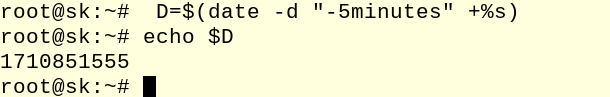 root@sk:~#  D=$(date -d "-5minutes" +%s)
root@sk:~# echo $D
1710851555
root@sk:~#